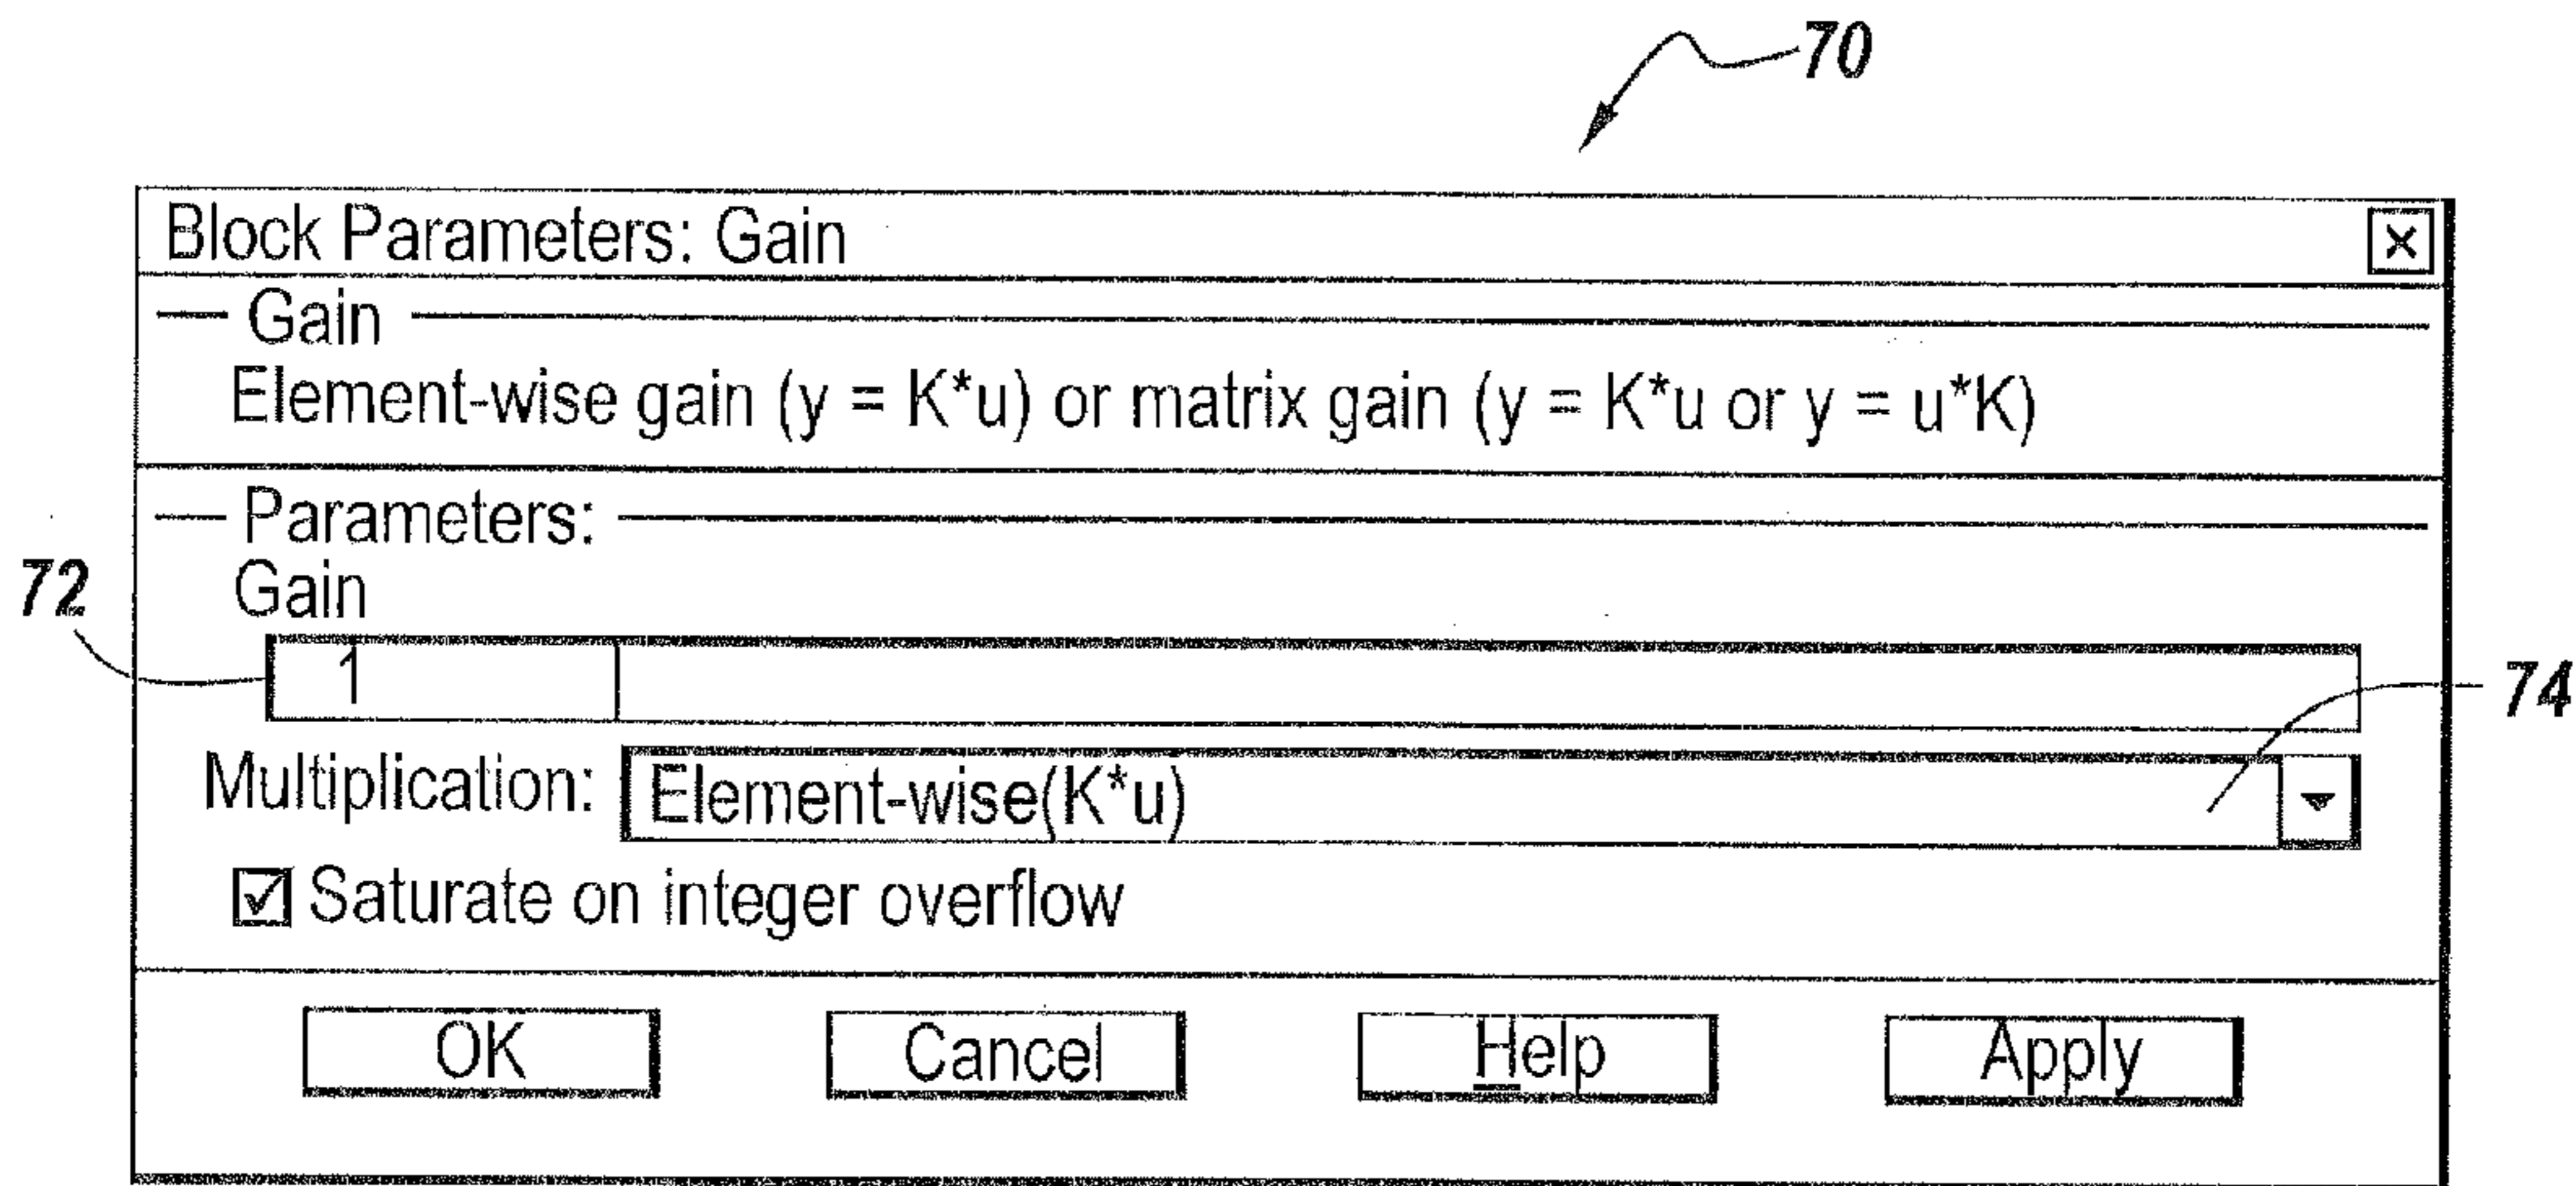 70
Block Parameters: Gain
Gain
Element-wise gain (y = K*u) or matrix gain (y = K*u or y = u*K)
Parameters:
72
Gain
1
74
Multiplication: Element-wise(K*u)
Saturate on integer overflow
OK Cancel Help Apply